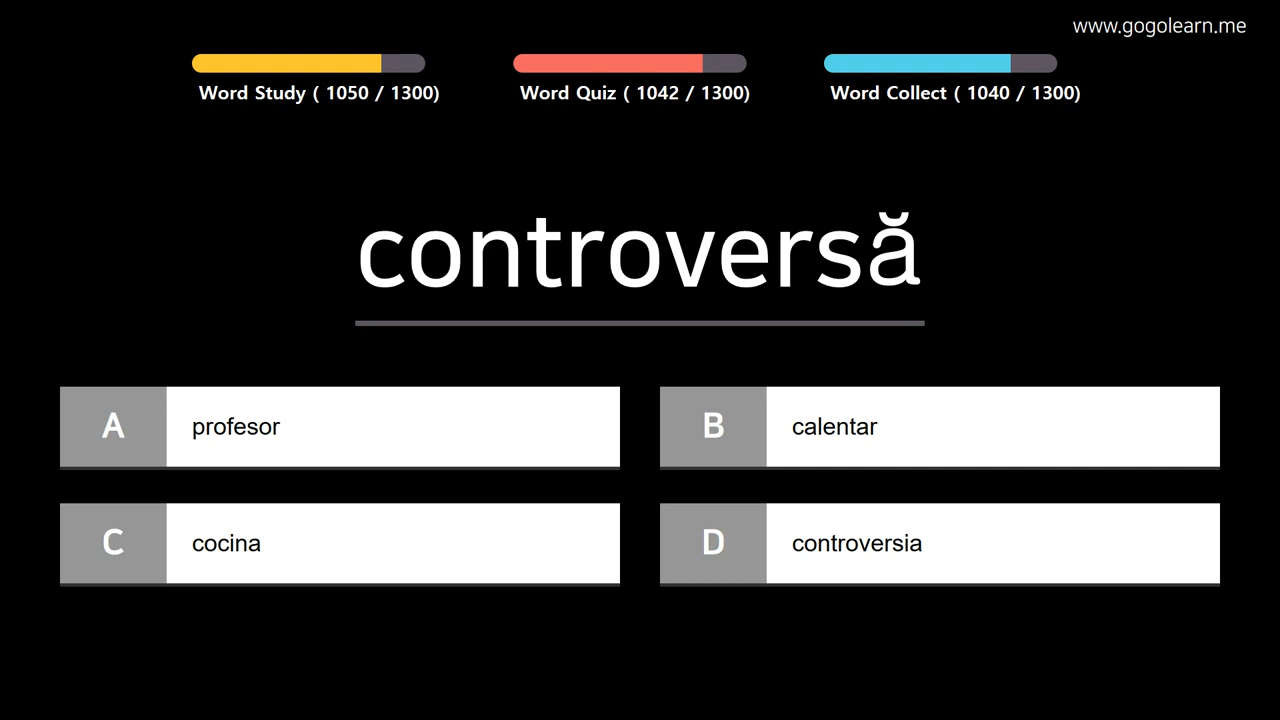 www.gogolearn.me
Word Study ( 1050 / 1300)
Word Quiz ( 1042 / 1300)
Word Collect ( 1040 / 1300)
controversă
A profesor
B calentar
C cocina
D controversia